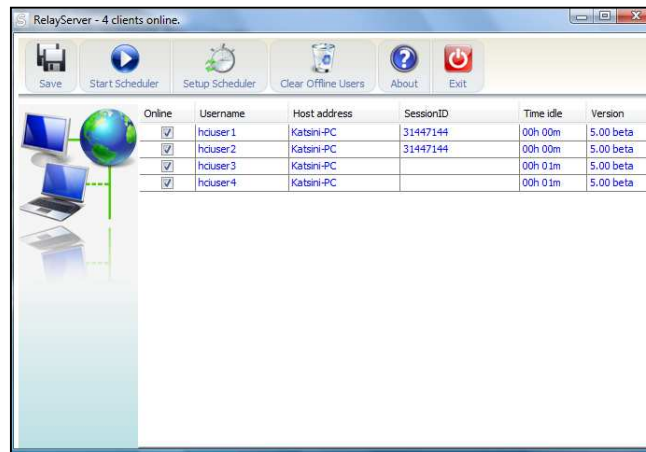 RelayServer - 4 clients online.
Save Start Scheduler Setup Scheduler Clear Offline Users About Exit
Online Username Host address SessionID Time idle Version
hciuser1 Katsini-PC 31447144 00h 00m 5.00 beta
hciuser2 Katsini-PC 31447144 00h 00m 5.00 beta
hciuser3 Katsini-PC 00h 01m 5.00 beta
hciuser4 Katsini-PC 00h 01m 5.00 beta